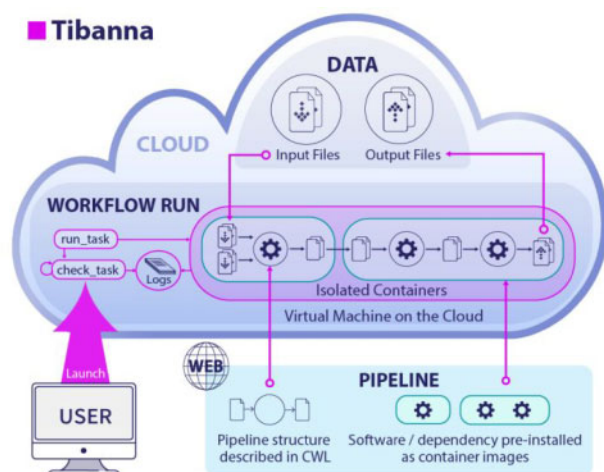 Tibanna
DATA
CLOUD
Input Files
Output Files
WORKFLOW RUN
run_task
check_task
Logs
Isolated Containers
Virtual Machine on the Cloud
Launch
USER
WEB
PIPELINE
Pipeline structure
described in CWL
Software / dependency pre-installed
as container images